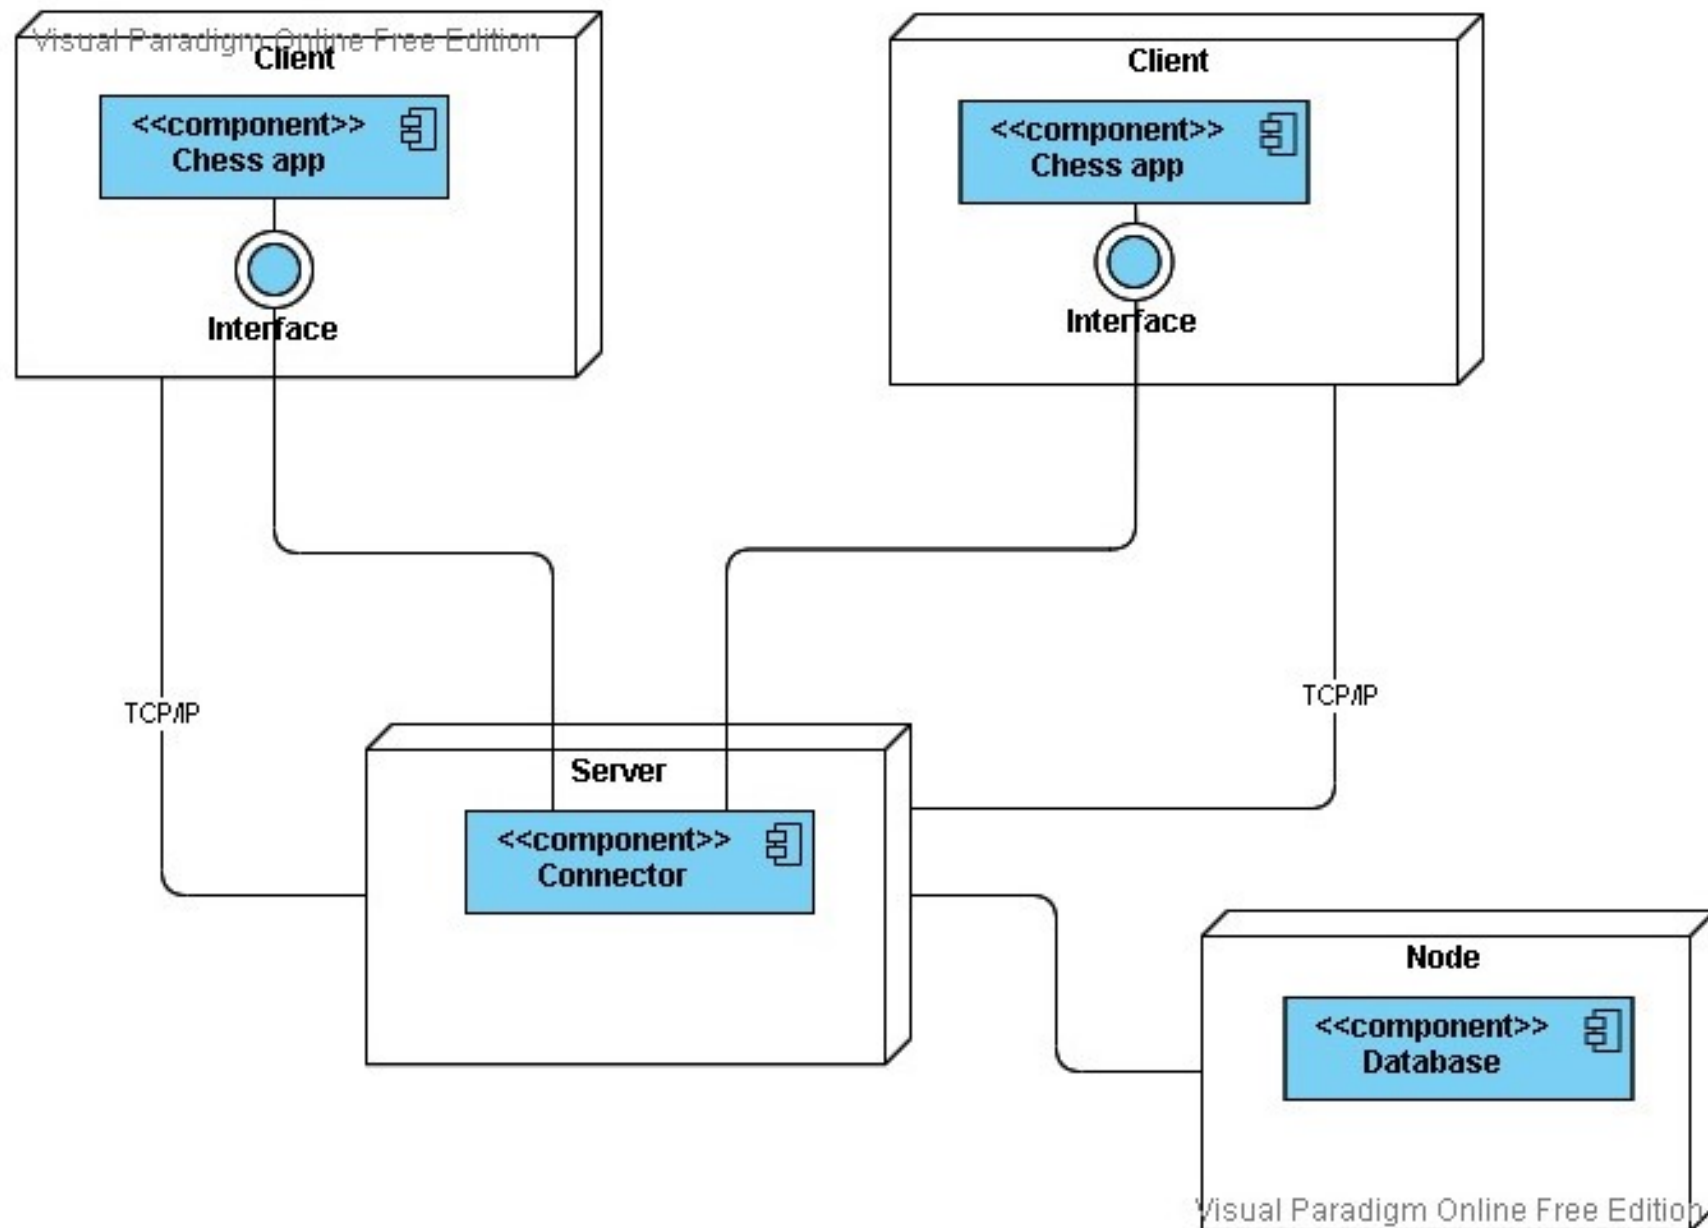 Visual Paradigm Online Free Edition
Client
<<component>>
Chess app
Interface
Client
<<component>>
Chess app
Interface
TCP/IP
TCP/IP
Server
<<component>>
Connector
Node
<<component>>
Database
Visual Paradigm Online Free Edition